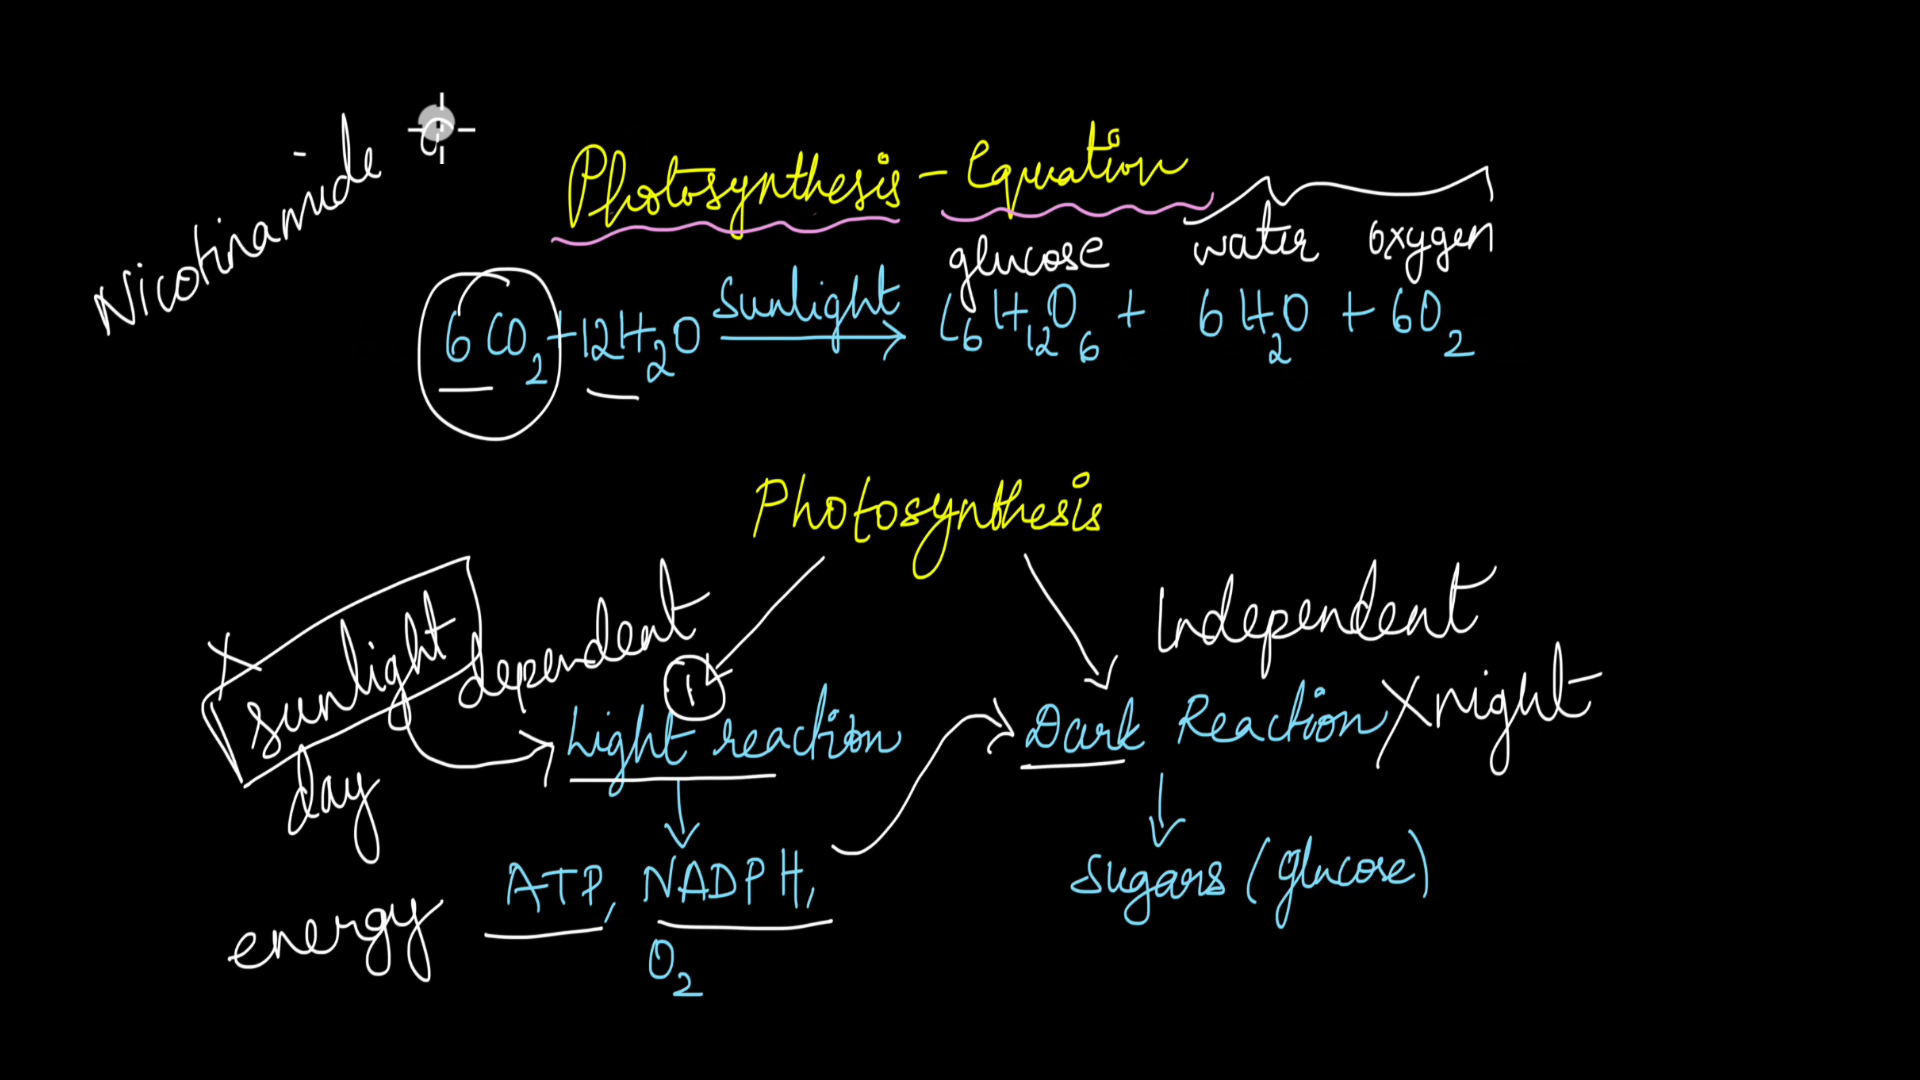 Nicotinamide a
Photosynthesis - Equation
glucose water oxygen
6CO2+12H2O Sunlight C6H12O6 + 6H2O + 6O2
Photosynthesis
sunlight dependent Independent
day
1
Light reaction Dark Reaction X night
ATP, NADPH, Sugars (glucose)
energy
O2